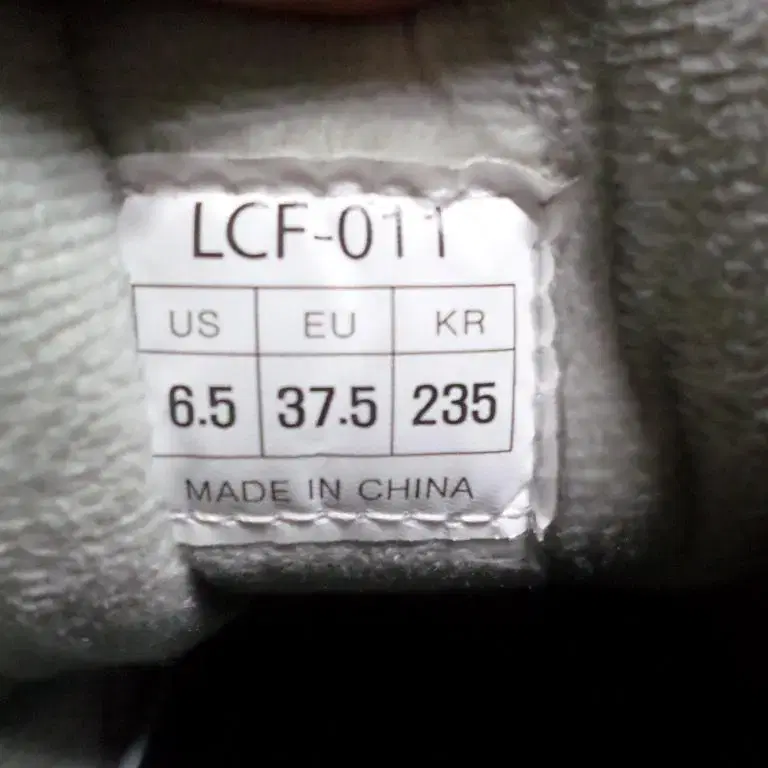 LCF-011
US EU KR
6.5 37.5 235
MADE IN CHINA